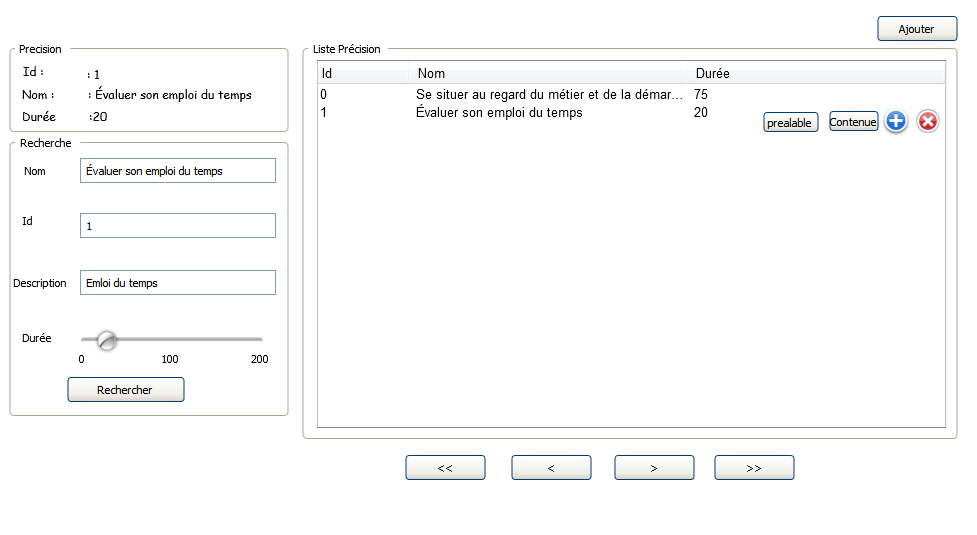 Ajouter
Precision
Id : : 1
Nom : : Évaluer son emploi du temps
Durée :20
Recherche
Nom Évaluer son emploi du temps
Id 1
Description Emloi du temps
Durée
0 100 200
Rechercher
Liste Précision
Id Nom Durée
0 Se situer au regard du métier et de la démar... 75
1 Évaluer son emploi du temps 20
prealable Contenue
<< < > >>